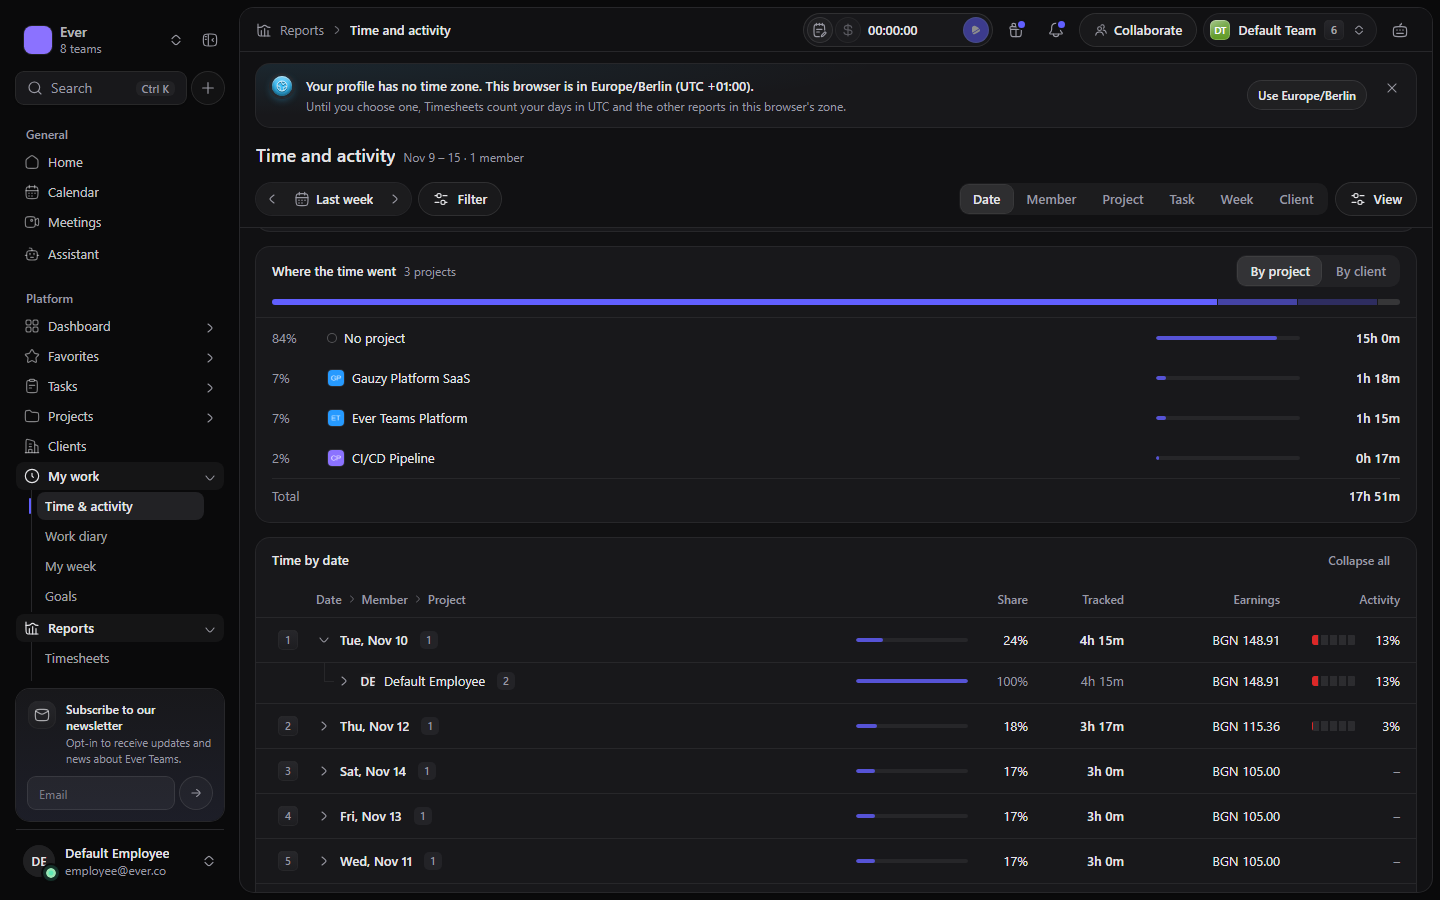 Ever
8 teams
Search Ctrl K
General
Home
Calendar
Meetings
Assistant
Platform
Dashboard
Favorites
Tasks
Projects
Clients
My work
Time & activity
Work diary
My week
Goals
Reports
Timesheets
Subscribe to our
newsletter
Opt-in to receive updates and
news about Ever Teams.
Email
DE
Default Employee
employee@ever.co
Reports > Time and activity
$ 00:00:00
Collaborate
DT Default Team 6
Your profile has no time zone. This browser is in Europe/Berlin (UTC +01:00).
Until you choose one, Timesheets count your days in UTC and the other reports in this browser's zone.
Use Europe/Berlin
Time and activity Nov 9 – 15 · 1 member
Last week Filter
Date Member Project Task Week Client View
Where the time went 3 projects
By project By client
84% No project 15h 0m
7% GP Gauzy Platform SaaS 1h 18m
7% ET Ever Teams Platform 1h 15m
2% CP CI/CD Pipeline 0h 17m
Total 17h 51m
Time by date Collapse all
Date > Member > Project Share Tracked Earnings Activity
1 Tue, Nov 10 1 24% 4h 15m BGN 148.91 13%
DE Default Employee 2 100% 4h 15m BGN 148.91 13%
2 Thu, Nov 12 1 18% 3h 17m BGN 115.36 3%
3 Sat, Nov 14 1 17% 3h 0m BGN 105.00 –
4 Fri, Nov 13 1 17% 3h 0m BGN 105.00 –
5 Wed, Nov 11 1 17% 3h 0m BGN 105.00 –